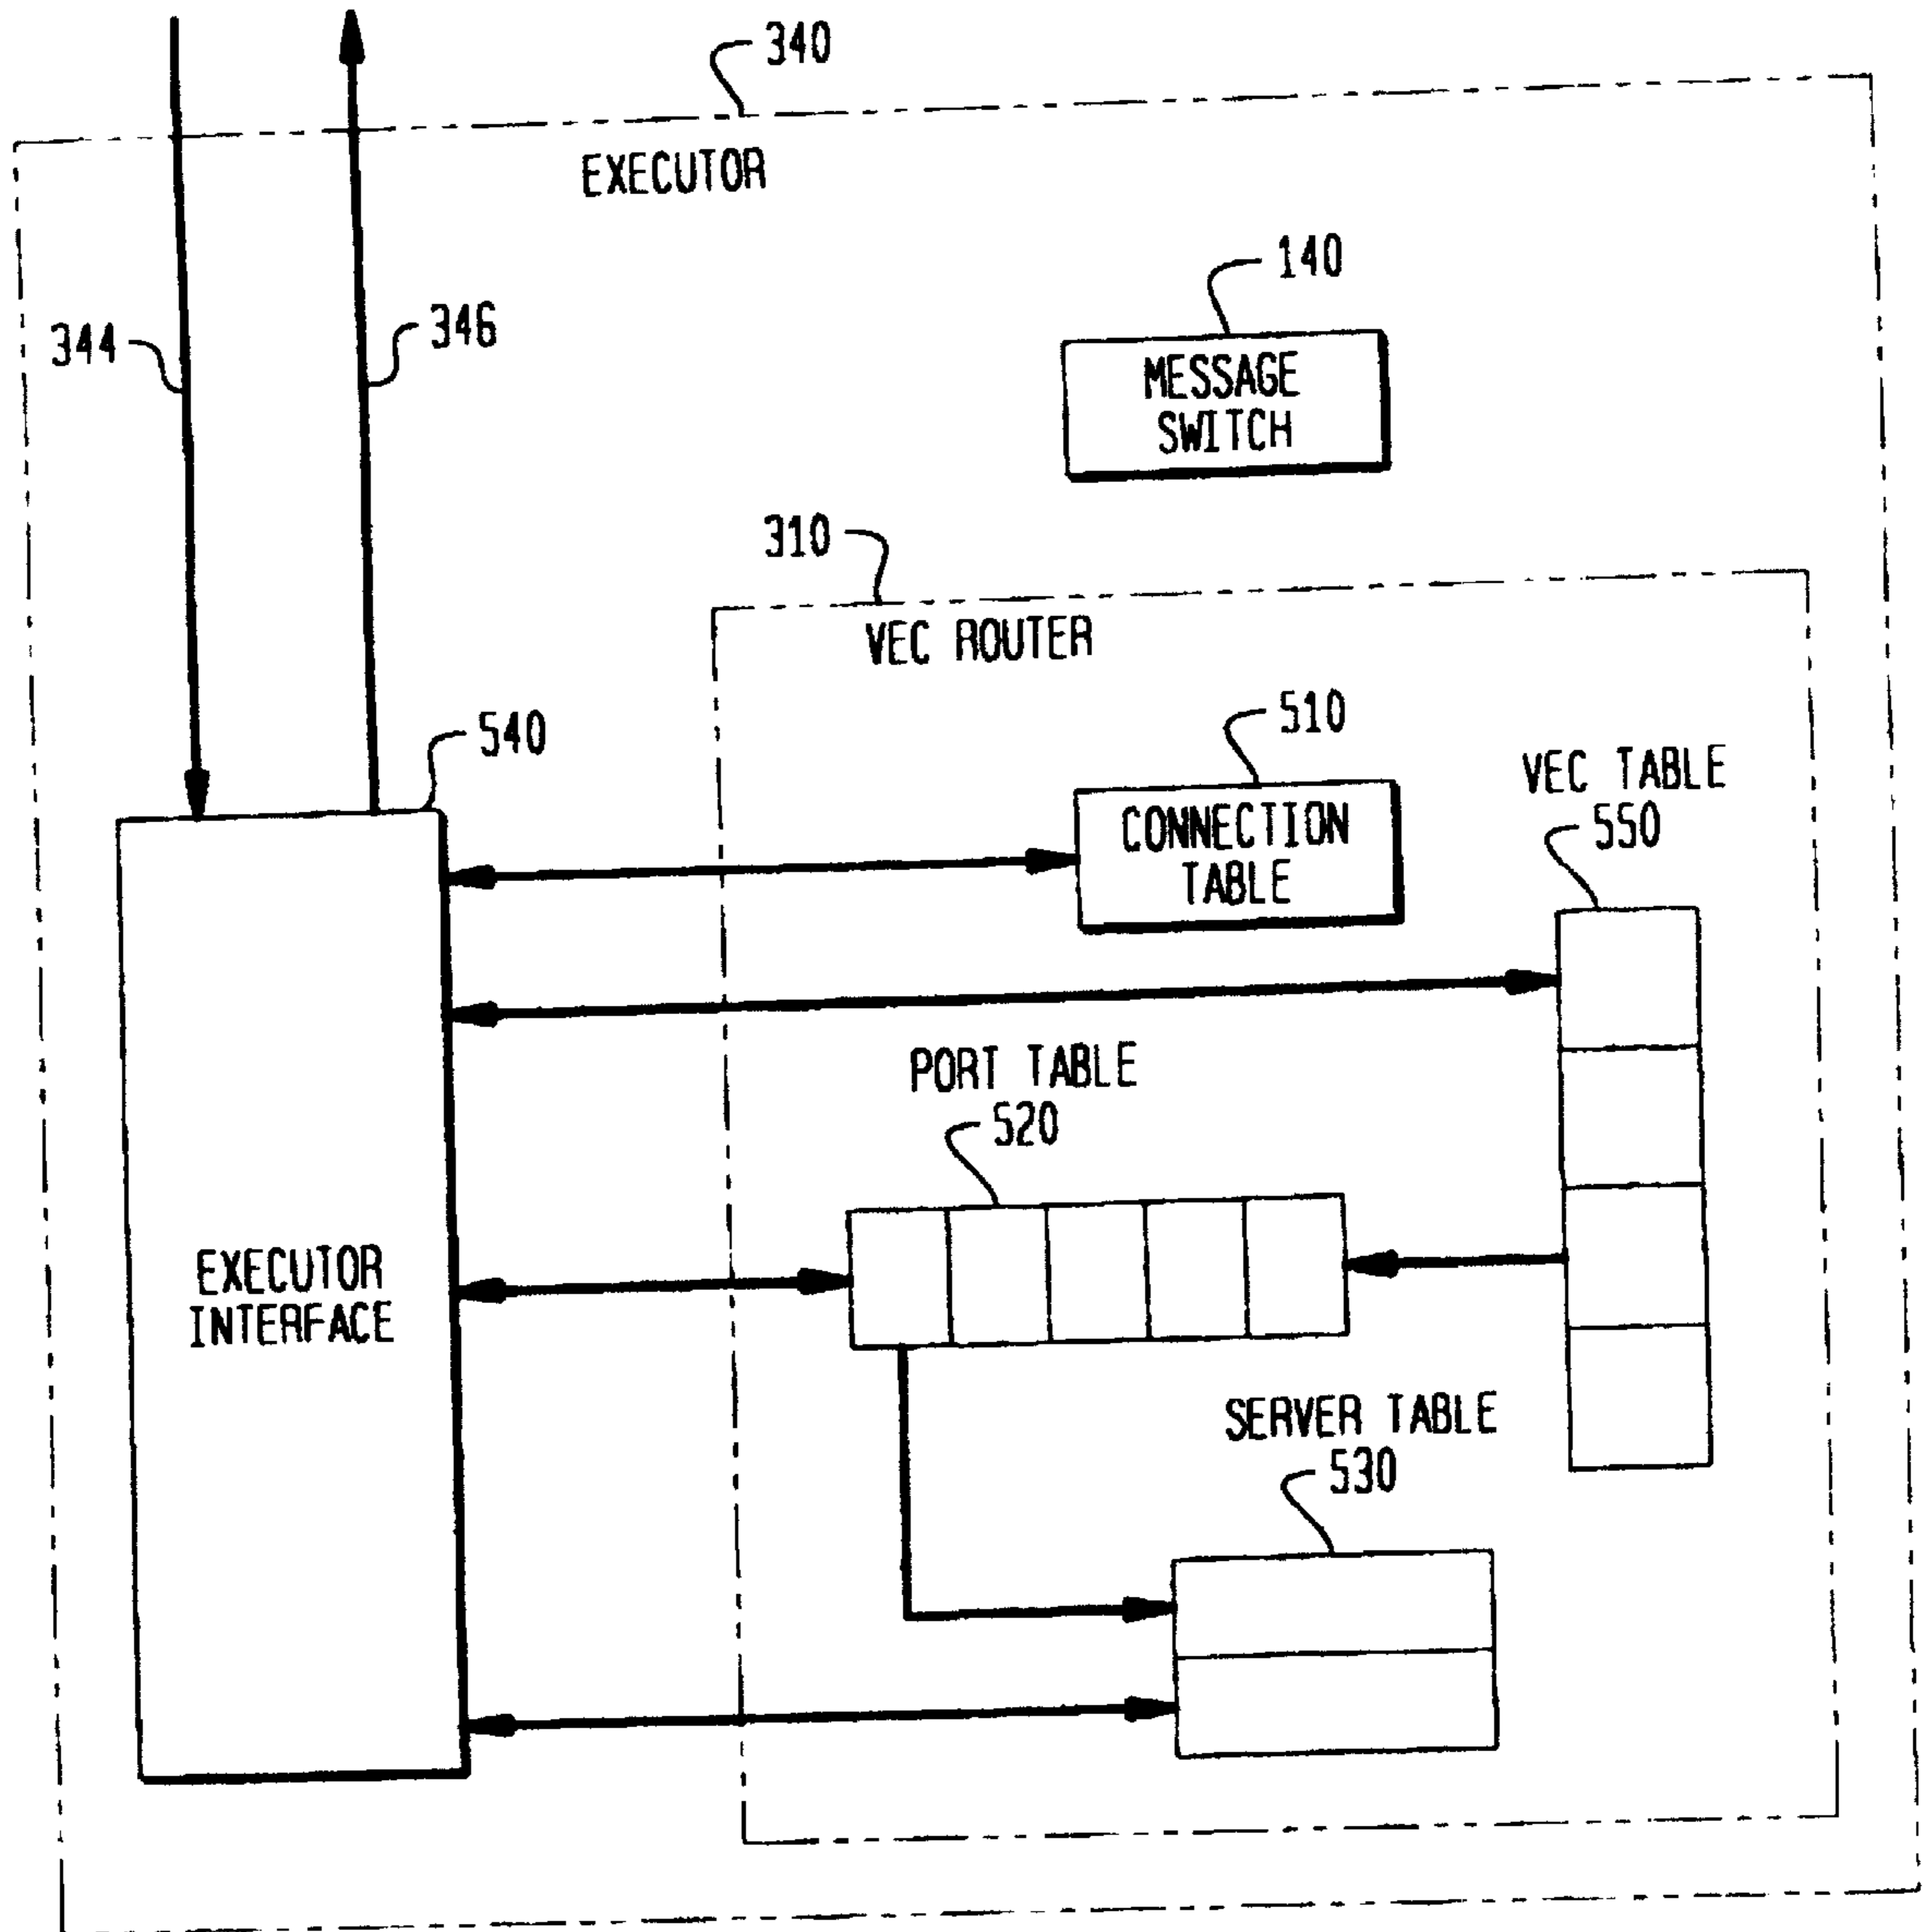 340
EXECUTOR
140
344
346
MESSAGE
SWITCH
310
VEC ROUTER
510
540
VEC TABLE
550
CONNECTION
TABLE
PORT TABLE
520
EXECUTOR
INTERFACE
SERVER TABLE
530